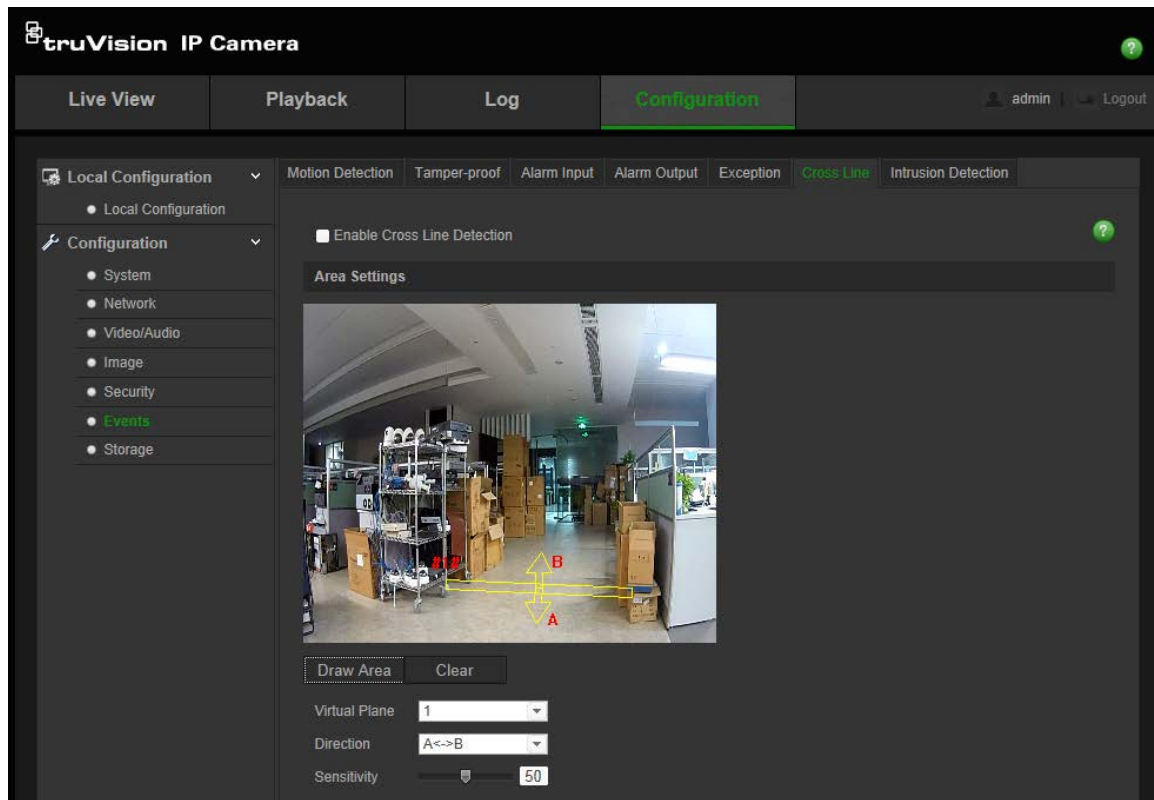 truVision IP Camera
Live View Playback Log Configuration admin | Logout
Local Configuration
Local Configuration
Configuration
System
Network
Video/Audio
Image
Security
Events
Storage
Motion Detection Tamper-proof Alarm Input Alarm Output Exception Cross Line Intrusion Detection
Enable Cross Line Detection
Area Settings
#1#
B
A
Draw Area Clear
Virtual Plane 1
Direction A<->B
Sensitivity 50